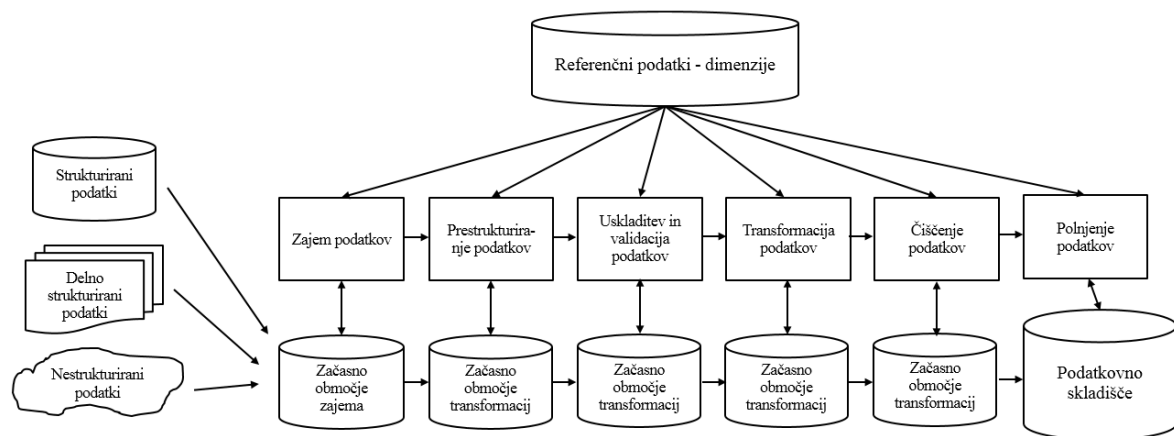 Referenčni podatki - dimenzije
Strukturirani
podatki
Delno
strukturirani
podatki
Nestrukturirani
podatki
Zajem podatkov
Prestrukturira-
nje podatkov
Uskladitev in
validacija
podatkov
Transformacija
podatkov
Čiščenje
podatkov
Polnjenje
podatkov
Začasno
območje
zajema
Začasno
območje
transformacij
Začasno
območje
transformacij
Začasno
območje
transformacij
Začasno
območje
transformacij
Podatkovno
skladišče